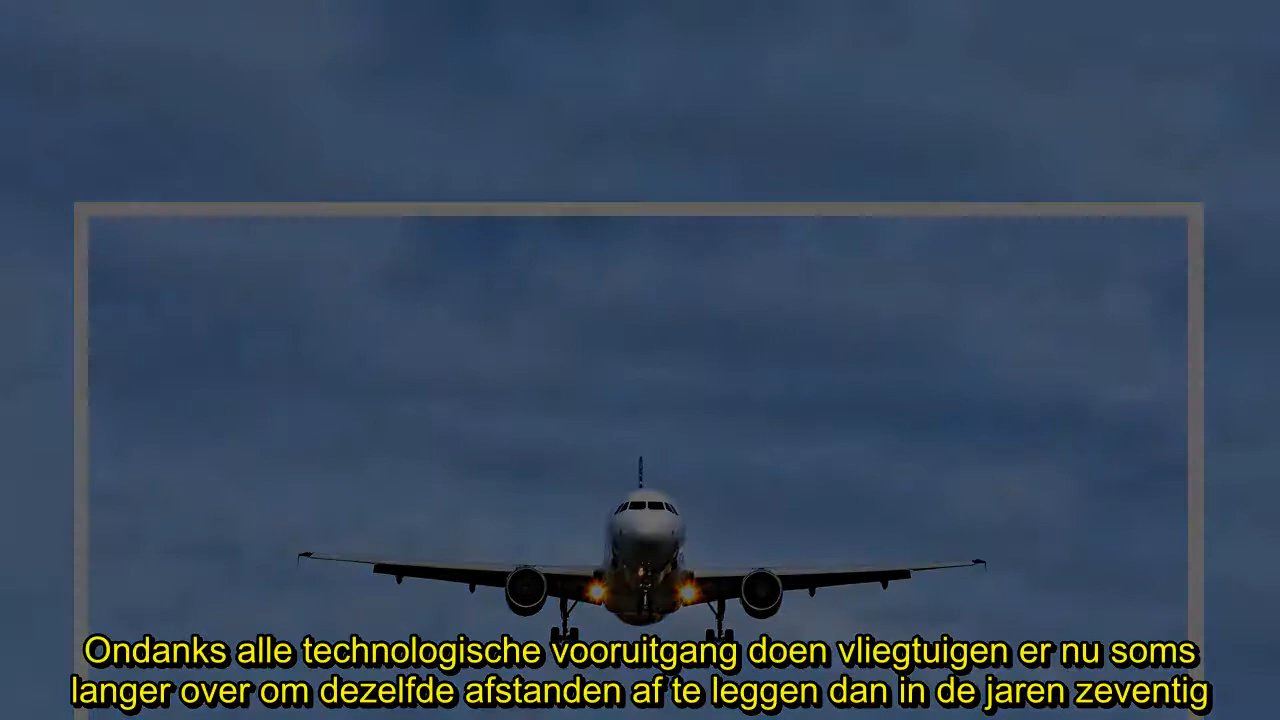 Ondanks alle technologische vooruitgang doen vliegtuigen er nu soms
langer over om dezelfde afstanden af te leggen dan in de jaren zeventig